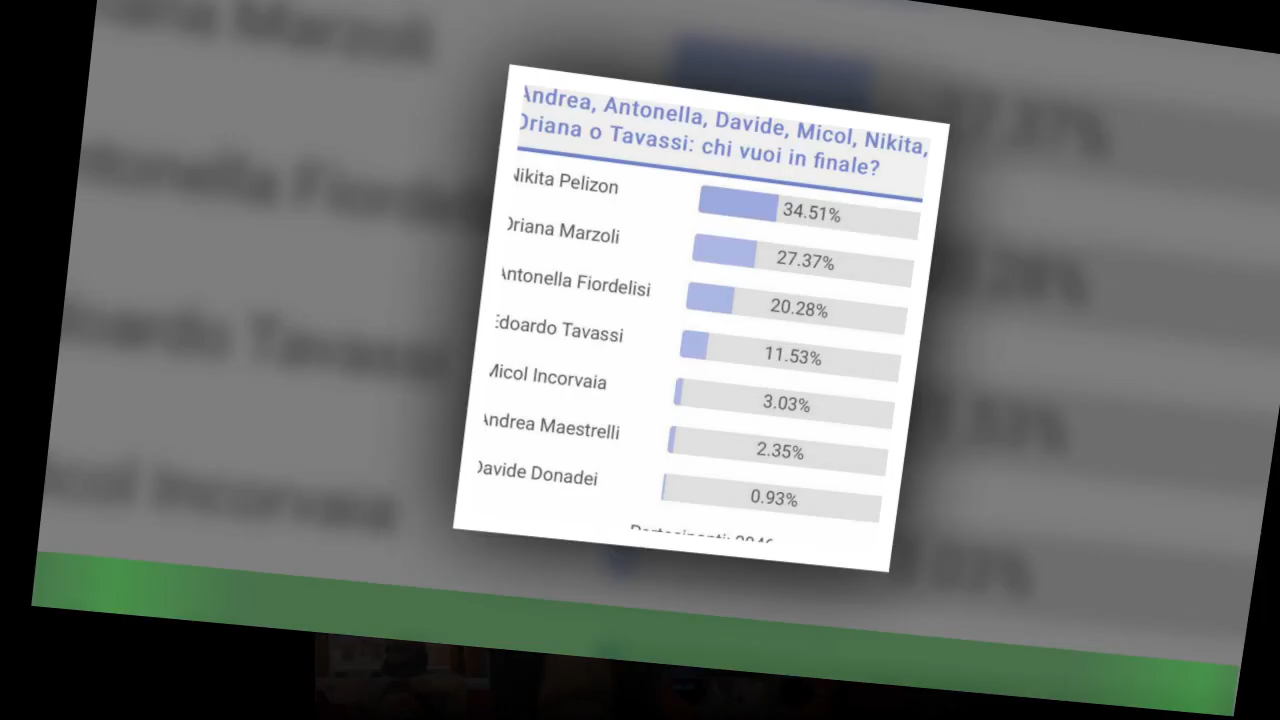 Andrea, Antonella, Davide, Micol, Nikita,
Oriana o Tavassi: chi vuoi in finale?
Nikita Pelizon 34.51%
Oriana Marzoli 27.37%
Antonella Fiordelisi 20.28%
Edoardo Tavassi 11.53%
Micol Incorvaia 3.03%
Andrea Maestrelli 2.35%
Davide Donadei 0.93%